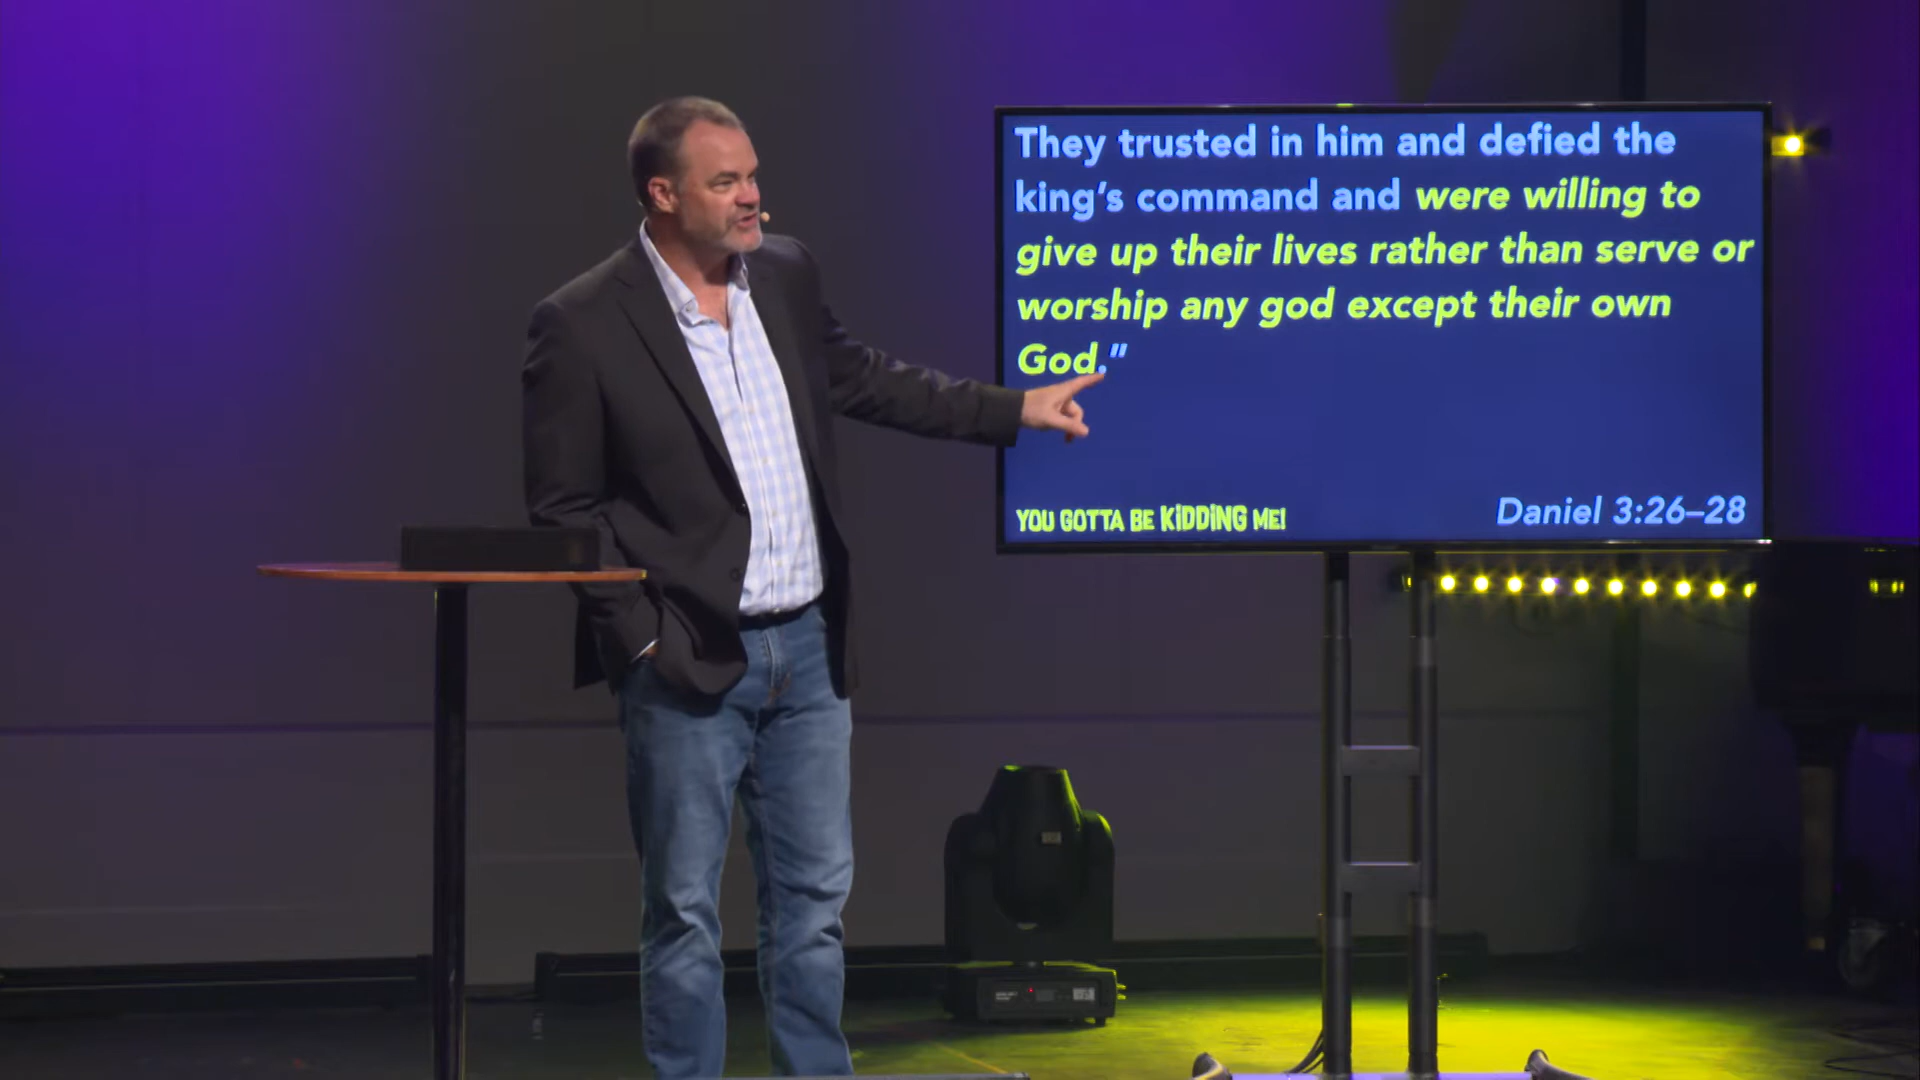 They trusted in him and defied the
king's command and were willing to
give up their lives rather than serve or
worship any god except their own
God."
YOU GOTTA BE KiDDiNG ME!
Daniel 3:26–28